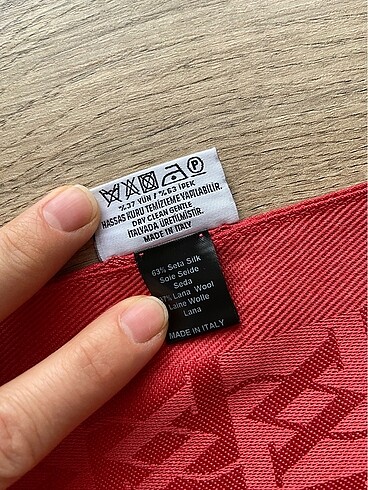 P
%37 YÜN / %63 İPEK
HASSAS KURU TEMİZLEME YAPILABİLİR.
DRY CLEAN GENTLE
İTALYADA ÜRETİLMİŞTİR.
MADE IN ITALY
63% Seta Silk
Soie Seide
Seda
Lana Wool
Laine Wolle
Lana
MADE IN ITALY